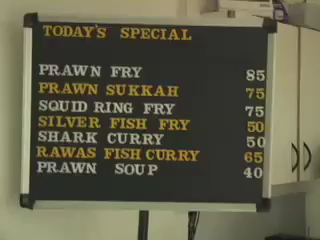 TODAY'S SPECIAL
PRAWN FRY 85
PRAWN SUKKAH 75
SQUID RING FRY 75
SILVER FISH FRY 50
SHARK CURRY 50
RAWAS FISH CURRY 65
PRAWN SOUP 40